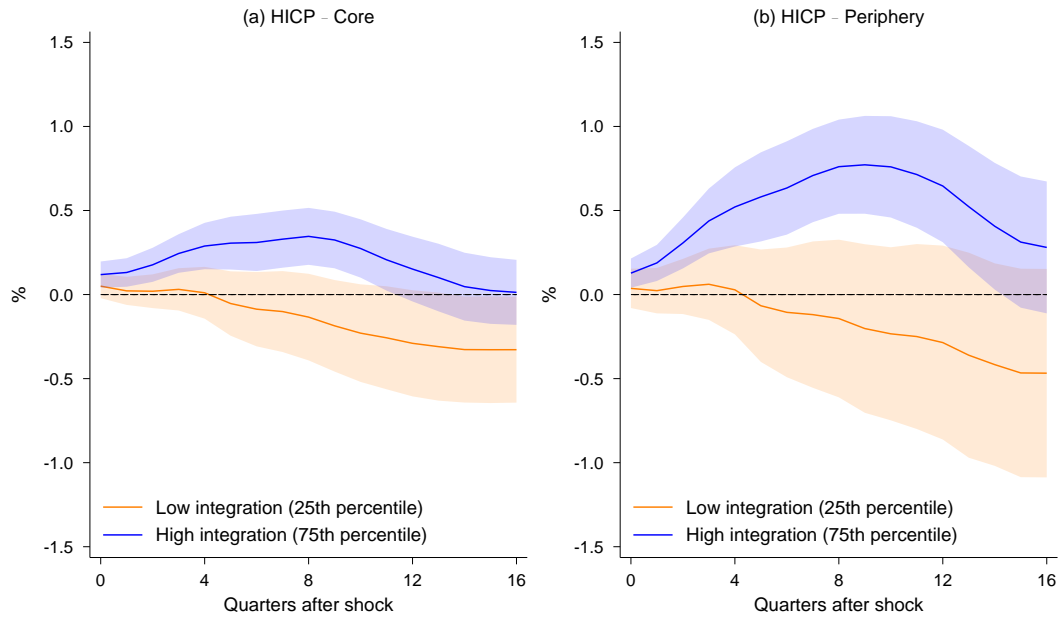 (a) HICP – Core
1.5
1.0
0.5
0.0
-0.5
-1.0
-1.5
%
Low integration (25th percentile)
High integration (75th percentile)
0 4 8 12 16
Quarters after shock
(b) HICP – Periphery
1.5
1.0
0.5
0.0
-0.5
-1.0
-1.5
%
Low integration (25th percentile)
High integration (75th percentile)
0 4 8 12 16
Quarters after shock